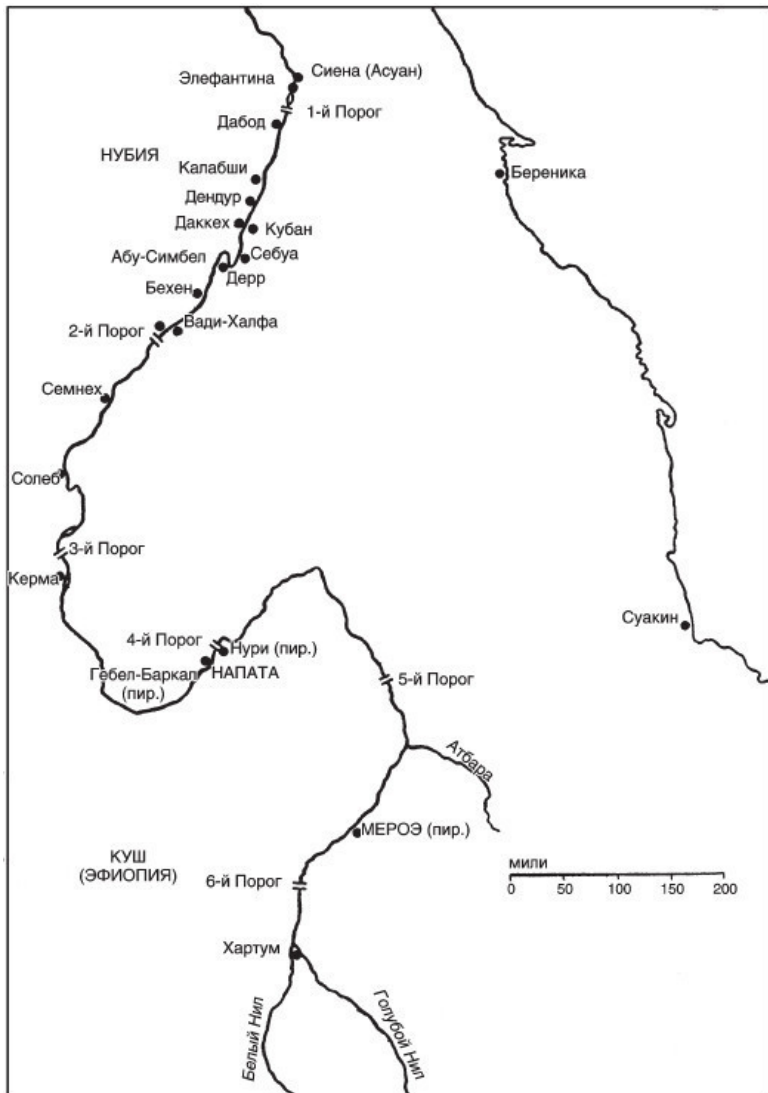 Сиена (Асуан)
Элефантина
1-й Порог
Дабод
НУБИЯ
Калабши
Береника
Дендур
Даккех
Кубан
Абу-Симбел
Себуа
Дерр
Бехен
2-й Порог
Вади-Халфа
Семнех
Солеб
3-й Порог
Керма
Суакин
4-й Порог
Нури (пир.)
Гебел-Баркал
(пир.)
НАПАТА
5-й Порог
Атбара
МЕРОЭ (пир.)
КУШ
(ЭФИОПИЯ)
мили
0 50 100 150 200
6-й Порог
Хартум
Белый Нил
Голубой Нил